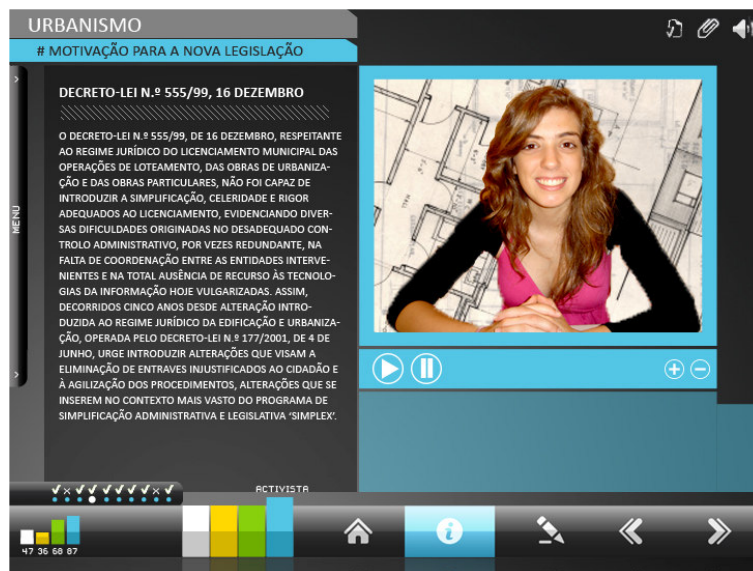 URBANISMO
# MOTIVAÇÃO PARA A NOVA LEGISLAÇÃO
DECRETO-LEI N.º 555/99, 16 DEZEMBRO
O DECRETO-LEI N.º 555/99, DE 16 DEZEMBRO, RESPEITANTE
AO REGIME JURÍDICO DO LICENCIAMENTO MUNICIPAL DAS
OPERAÇÕES DE LOTEAMENTO, DAS OBRAS DE URBANIZA-
ÇÃO E DAS OBRAS PARTICULARES, NÃO FOI CAPAZ DE
INTRODUZIR A SIMPLIFICAÇÃO, CELERIDADE E RIGOR
ADEQUADOS AO LICENCIAMENTO, EVIDENCIANDO DIVER-
SAS DIFICULDADES ORIGINADAS NO DESADEQUADO CON-
TROLO ADMINISTRATIVO, POR VEZES REDUNDANTE, NA
FALTA DE COORDENAÇÃO ENTRE AS ENTIDADES INTERVE-
NIENTES E NA TOTAL AUSÊNCIA DE RECURSO ÀS TECNOLO-
GIAS DA INFORMAÇÃO HOJE VULGARIZADAS. ASSIM,
DECORRIDOS CINCO ANOS DESDE ALTERAÇÃO INTRO-
DUZIDA AO REGIME JURÍDICO DA EDIFICAÇÃO E URBANIZA-
ÇÃO, OPERADA PELO DECRETO-LEI N.º 177/2001, DE 4 DE
JUNHO, URGE INTRODUZIR ALTERAÇÕES QUE VISAM A
ELIMINAÇÃO DE ENTRAVES INJUSTIFICADOS AO CIDADÃO E
À AGILIZAÇÃO DOS PROCEDIMENTOS, ALTERAÇÕES QUE SE
INSEREM NO CONTEXTO MAIS VASTO DO PROGRAMA DE
SIMPLIFICAÇÃO ADMINISTRATIVA E LEGISLATIVA 'SIMPLEX'.
MENU
ACTIVISTA
47 36 68 87